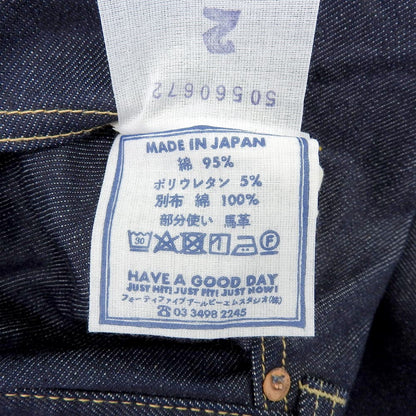 2
50560672
MADE IN JAPAN
綿 95%
ポリウレタン 5%
別布 綿 100%
部分使い 馬革
30 F
HAVE A GOOD DAY
JUST HIT! JUST FIT! JUST NOW!
フォーティファイブアールピーエムスタジオ(株)
☎03 3498 2245